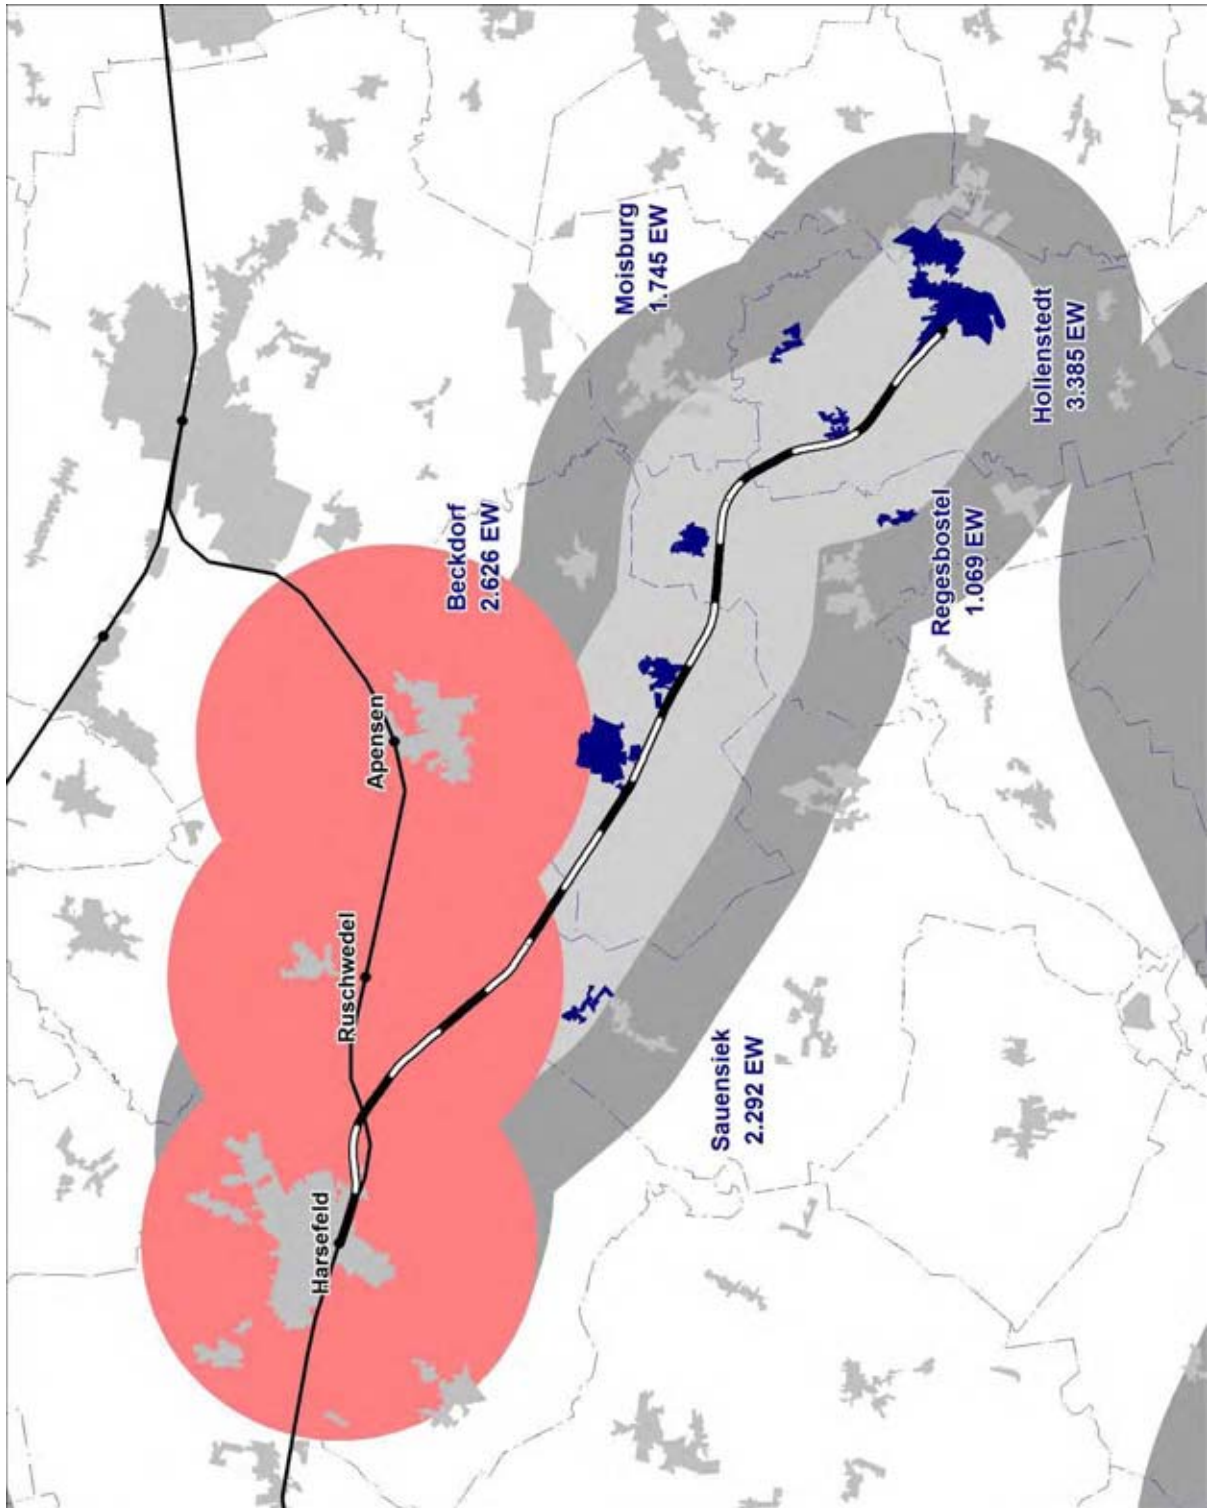 Harsefeld
Ruschwedel
Apensen
Beckdorf
2.626 EW
Moisburg
1.745 EW
Sauensiek
2.292 EW
Regesbostel
1.069 EW
Hollenstedt
3.385 EW